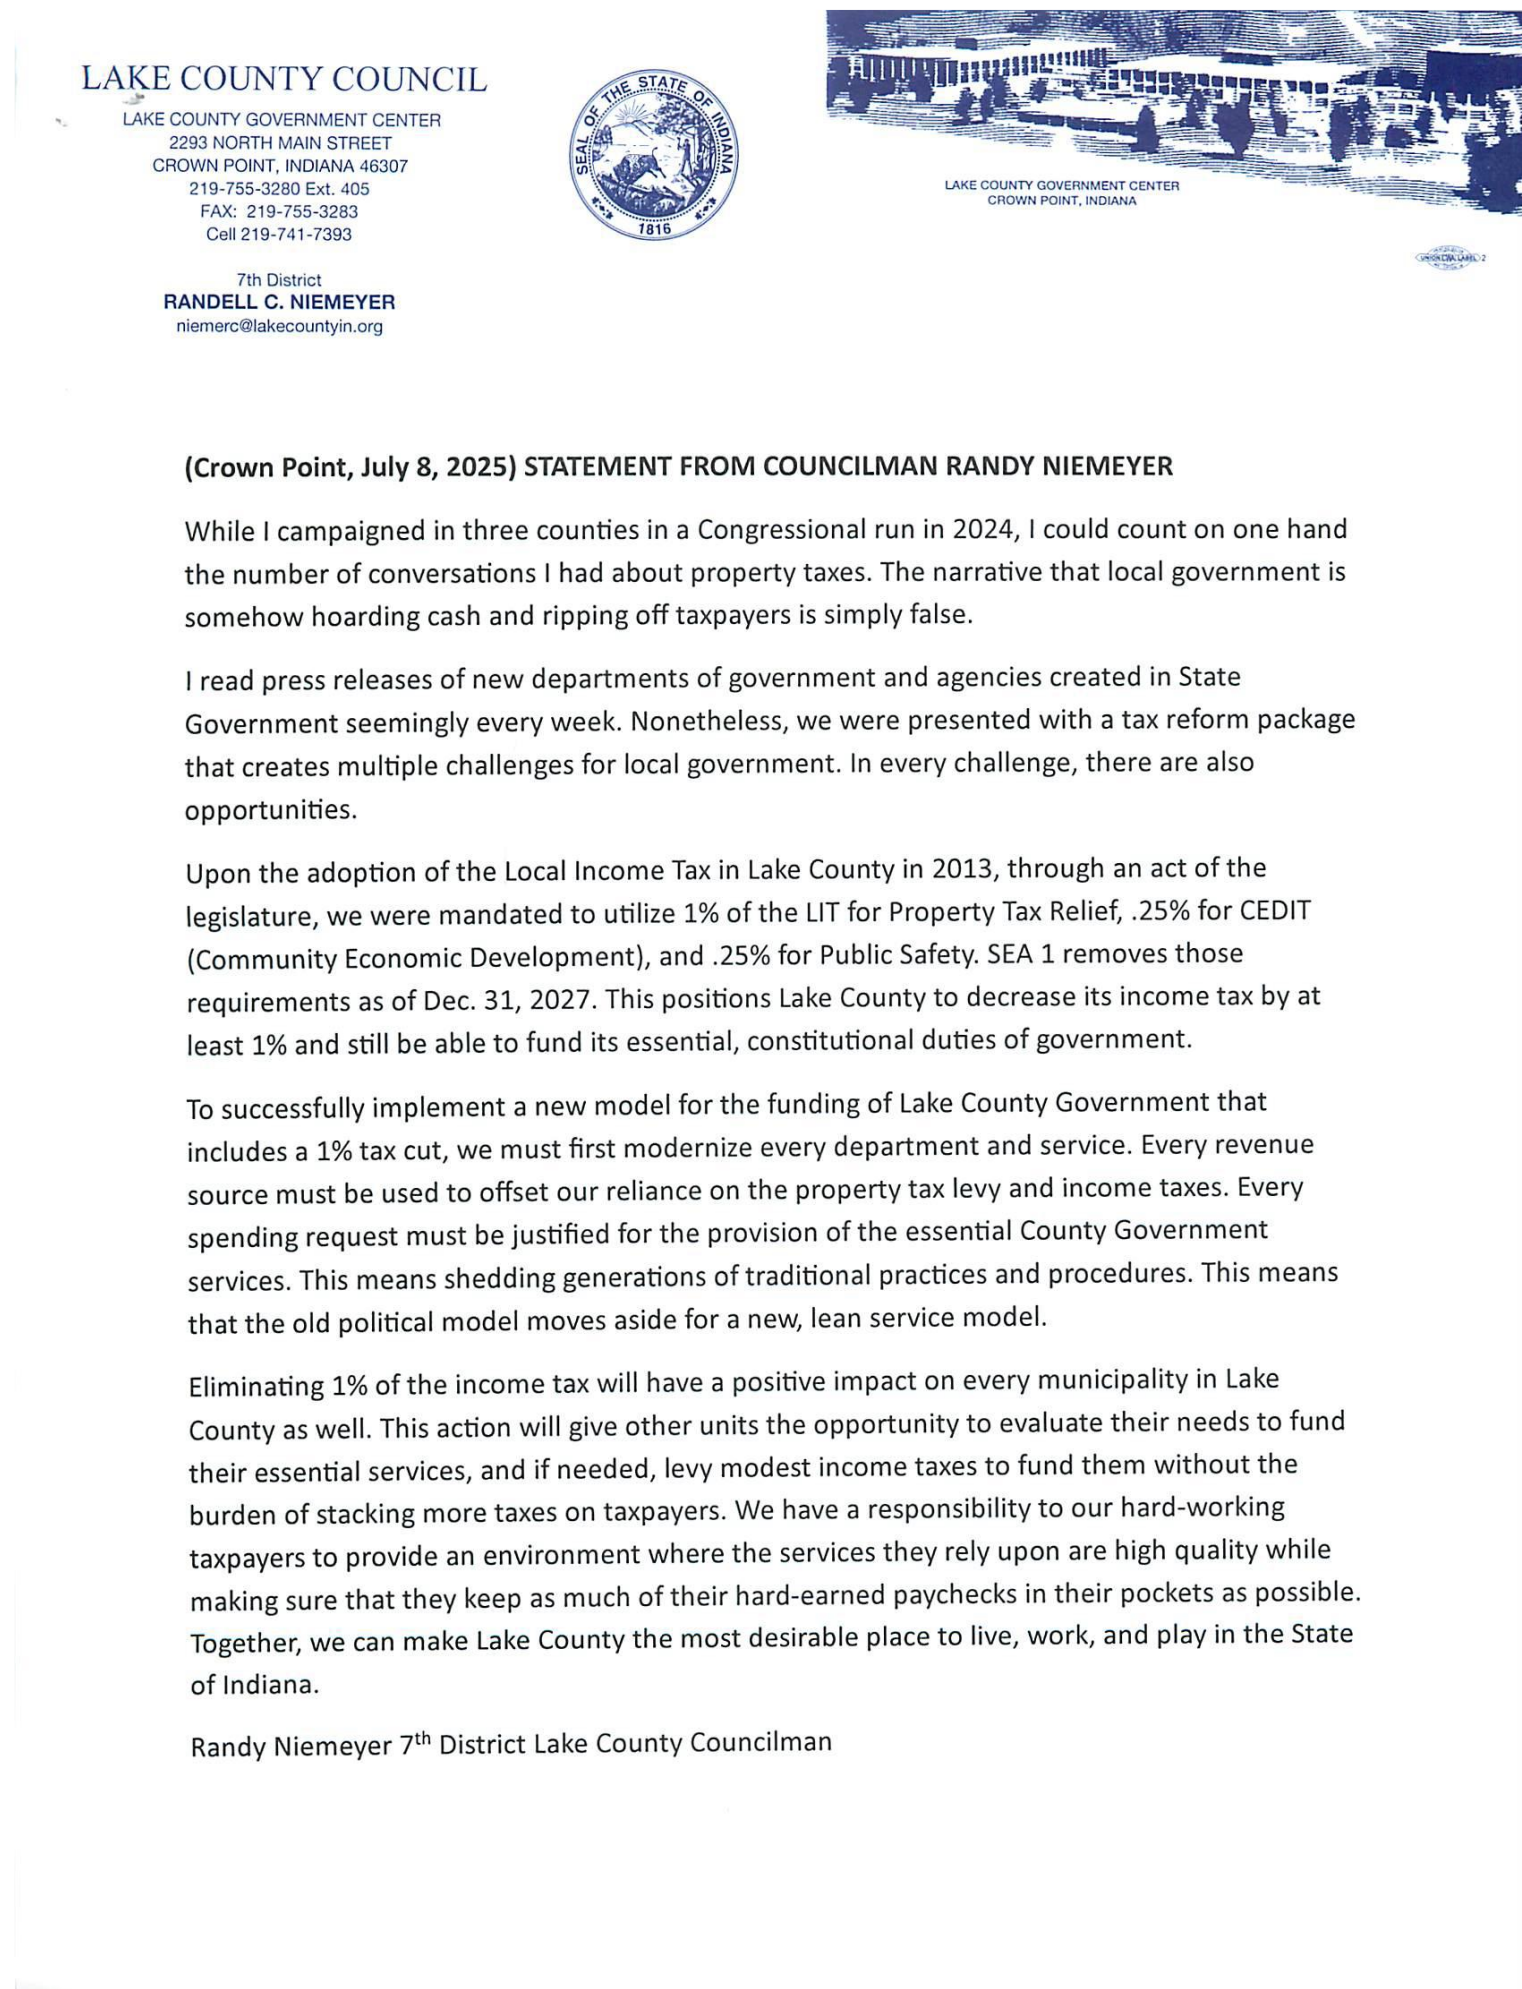 LAKE COUNTY COUNCIL
LAKE COUNTY GOVERNMENT CENTER
2293 NORTH MAIN STREET
CROWN POINT, INDIANA 46307
219-755-3280 Ext. 405
FAX: 219-755-3283
Cell 219-741-7393
7th District
RANDELL C. NIEMEYER
niemerc@lakecountyin.org
SEAL OF THE STATE OF INDIANA
1816
LAKE COUNTY GOVERNMENT CENTER
CROWN POINT, INDIANA
UNION LABEL 2
(Crown Point, July 8, 2025) STATEMENT FROM COUNCILMAN RANDY NIEMEYER
While I campaigned in three counties in a Congressional run in 2024, I could count on one hand
the number of conversations I had about property taxes. The narrative that local government is
somehow hoarding cash and ripping off taxpayers is simply false.
I read press releases of new departments of government and agencies created in State
Government seemingly every week. Nonetheless, we were presented with a tax reform package
that creates multiple challenges for local government. In every challenge, there are also
opportunities.
Upon the adoption of the Local Income Tax in Lake County in 2013, through an act of the
legislature, we were mandated to utilize 1% of the LIT for Property Tax Relief, .25% for CEDIT
(Community Economic Development), and .25% for Public Safety. SEA 1 removes those
requirements as of Dec. 31, 2027. This positions Lake County to decrease its income tax by at
least 1% and still be able to fund its essential, constitutional duties of government.
To successfully implement a new model for the funding of Lake County Government that
includes a 1% tax cut, we must first modernize every department and service. Every revenue
source must be used to offset our reliance on the property tax levy and income taxes. Every
spending request must be justified for the provision of the essential County Government
services. This means shedding generations of traditional practices and procedures. This means
that the old political model moves aside for a new, lean service model.
Eliminating 1% of the income tax will have a positive impact on every municipality in Lake
County as well. This action will give other units the opportunity to evaluate their needs to fund
their essential services, and if needed, levy modest income taxes to fund them without the
burden of stacking more taxes on taxpayers. We have a responsibility to our hard-working
taxpayers to provide an environment where the services they rely upon are high quality while
making sure that they keep as much of their hard-earned paychecks in their pockets as possible.
Together, we can make Lake County the most desirable place to live, work, and play in the State
of Indiana.
Randy Niemeyer 7th District Lake County Councilman